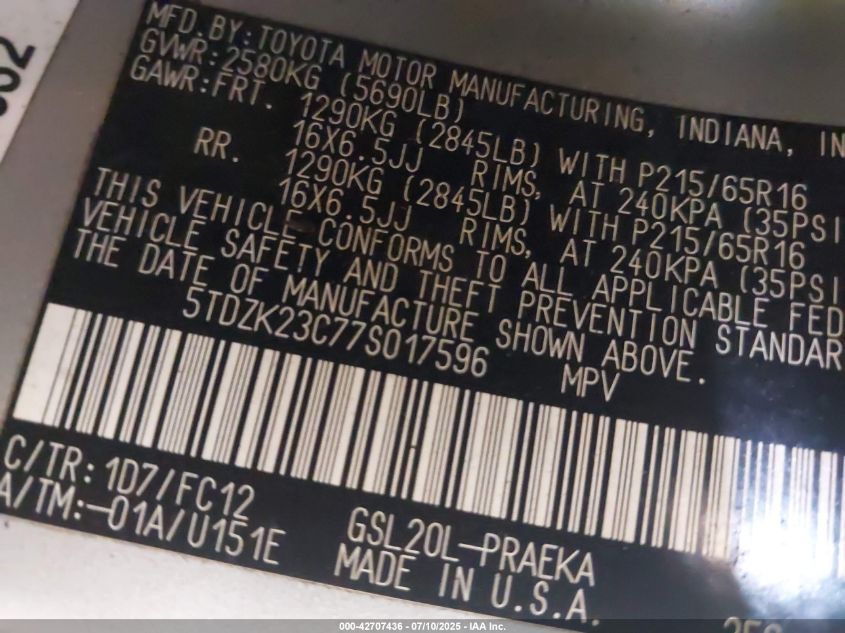 MFD.BY:TOYOTA MOTOR MANUFACTURING, INDIANA, IN
GVWR:2580KG (5690LB)
GAWR:FRT. 1290KG (2845LB) WITH P215/65R16
16X6.5JJ RIMS, AT 240KPA (35PSI
RR. 1290KG (2845LB) WITH P215/65R16
16X6.5JJ RIMS, AT 240KPA (35PSI
THIS VEHICLE CONFORMS TO ALL APPLICABLE FED
VEHICLE SAFETY AND THEFT PREVENTION STANDAR
THE DATE OF MANUFACTURE SHOWN ABOVE.
5TDZK23C77S017596 MPV
C/TR: 1D7/FC12
A/TM:-01A/U151E
GSL20L-PRAEKA
MADE IN U.S.A.
000-42707436 - 07/10/2025 - IAA Inc.